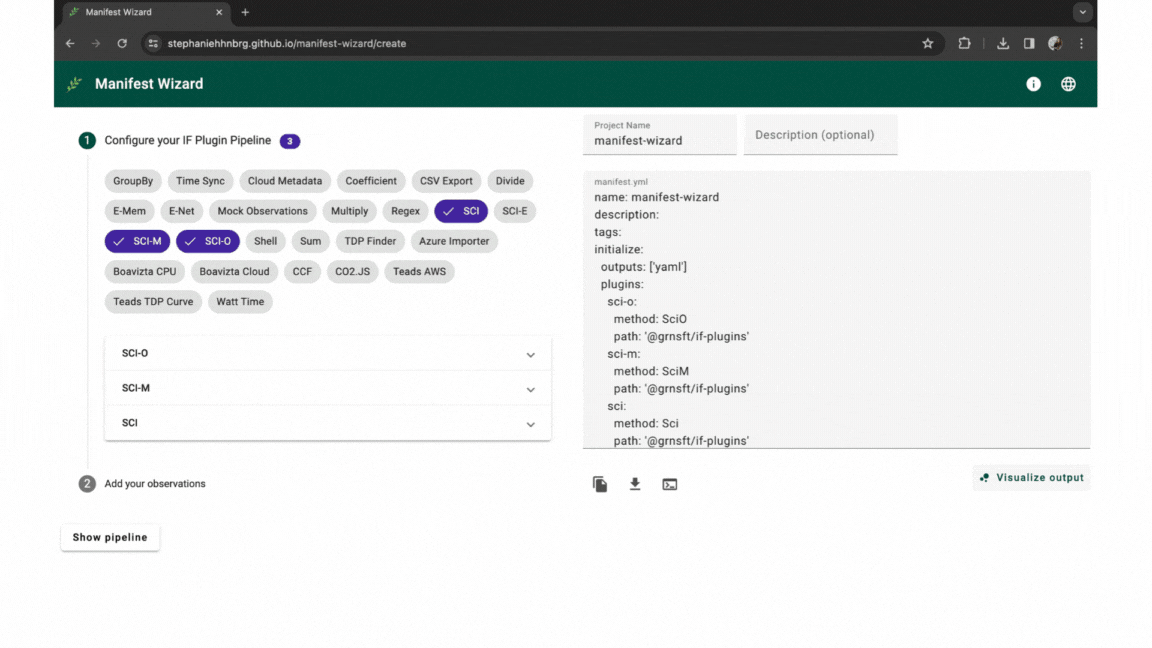 Manifest Wizard
stephaniehhnbrg.github.io/manifest-wizard/create
Manifest Wizard
1 Configure your IF Plugin Pipeline 3
GroupBy Time Sync Cloud Metadata Coefficient CSV Export Divide
E-Mem E-Net Mock Observations Multiply Regex SCI SCI-E
SCI-M SCI-O Shell Sum TDP Finder Azure Importer
Boavizta CPU Boavizta Cloud CCF CO2.JS Teads AWS
Teads TDP Curve Watt Time
SCI-O
SCI-M
SCI
2 Add your observations
Show pipeline
Project Name
manifest-wizard
Description (optional)
manifest.yml
name: manifest-wizard
description:
tags:
initialize:
outputs: ['yaml']
plugins:
sci-o:
method: SciO
path: '@grnsft/if-plugins'
sci-m:
method: SciM
path: '@grnsft/if-plugins'
sci:
method: Sci
path: '@grnsft/if-plugins'
Visualize output